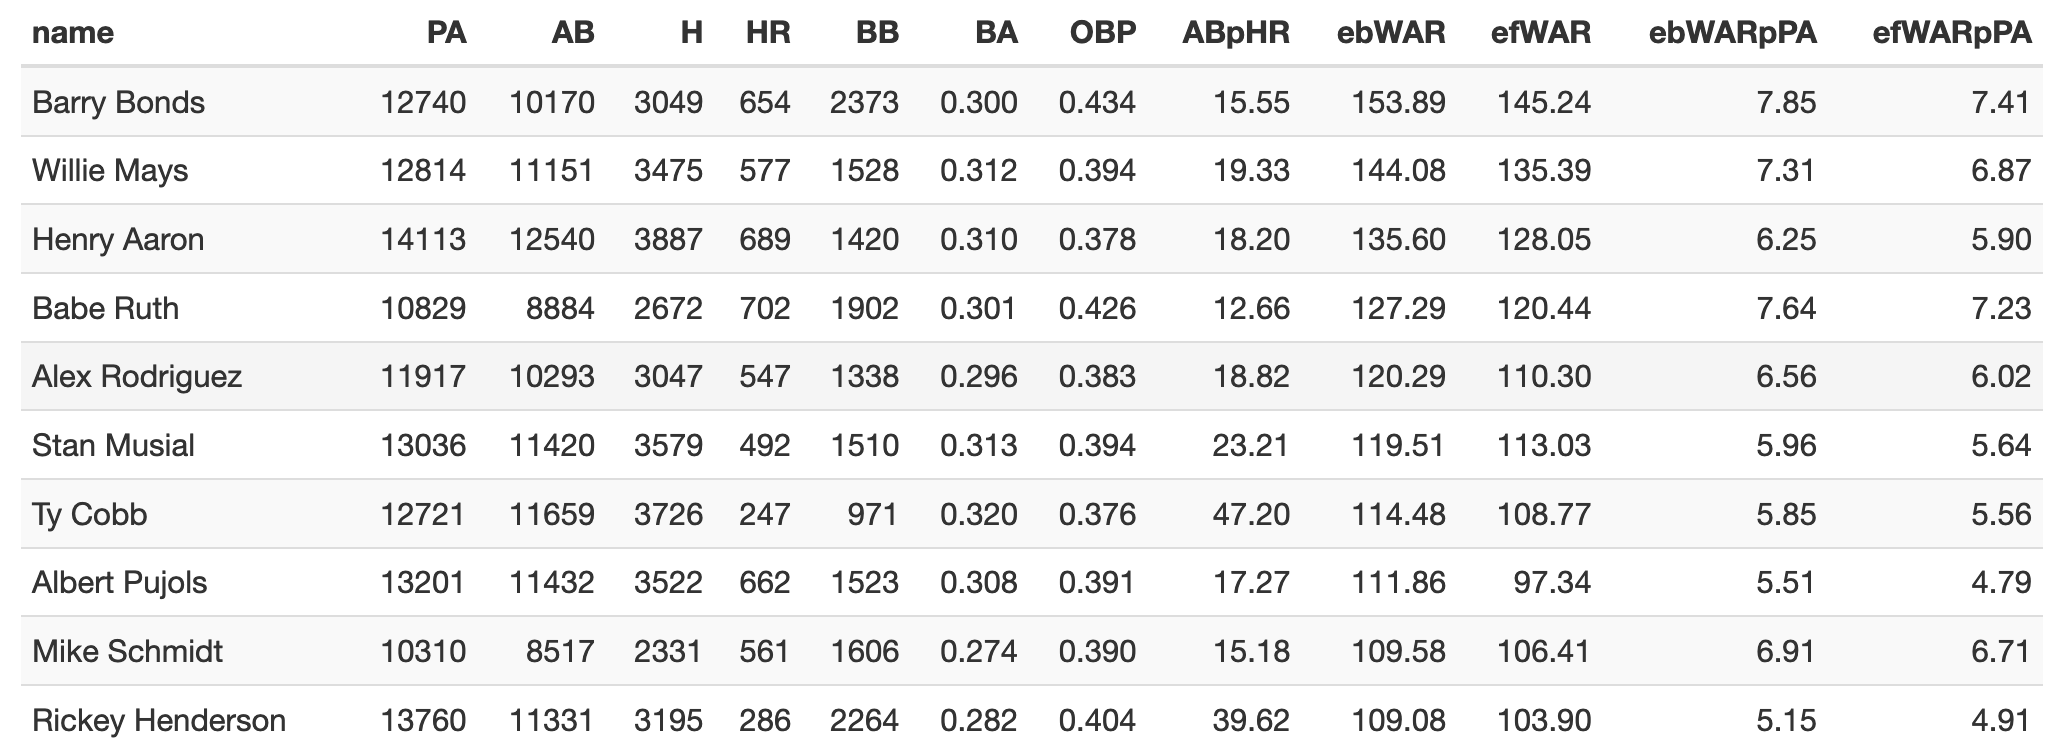 name PA AB H HR BB BA OBP ABpHR ebWAR efWAR ebWARpPA efWARpPA
Barry Bonds 12740 10170 3049 654 2373 0.300 0.434 15.55 153.89 145.24 7.85 7.41
Willie Mays 12814 11151 3475 577 1528 0.312 0.394 19.33 144.08 135.39 7.31 6.87
Henry Aaron 14113 12540 3887 689 1420 0.310 0.378 18.20 135.60 128.05 6.25 5.90
Babe Ruth 10829 8884 2672 702 1902 0.301 0.426 12.66 127.29 120.44 7.64 7.23
Alex Rodriguez 11917 10293 3047 547 1338 0.296 0.383 18.82 120.29 110.30 6.56 6.02
Stan Musial 13036 11420 3579 492 1510 0.313 0.394 23.21 119.51 113.03 5.96 5.64
Ty Cobb 12721 11659 3726 247 971 0.320 0.376 47.20 114.48 108.77 5.85 5.56
Albert Pujols 13201 11432 3522 662 1523 0.308 0.391 17.27 111.86 97.34 5.51 4.79
Mike Schmidt 10310 8517 2331 561 1606 0.274 0.390 15.18 109.58 106.41 6.91 6.71
Rickey Henderson 13760 11331 3195 286 2264 0.282 0.404 39.62 109.08 103.90 5.15 4.91